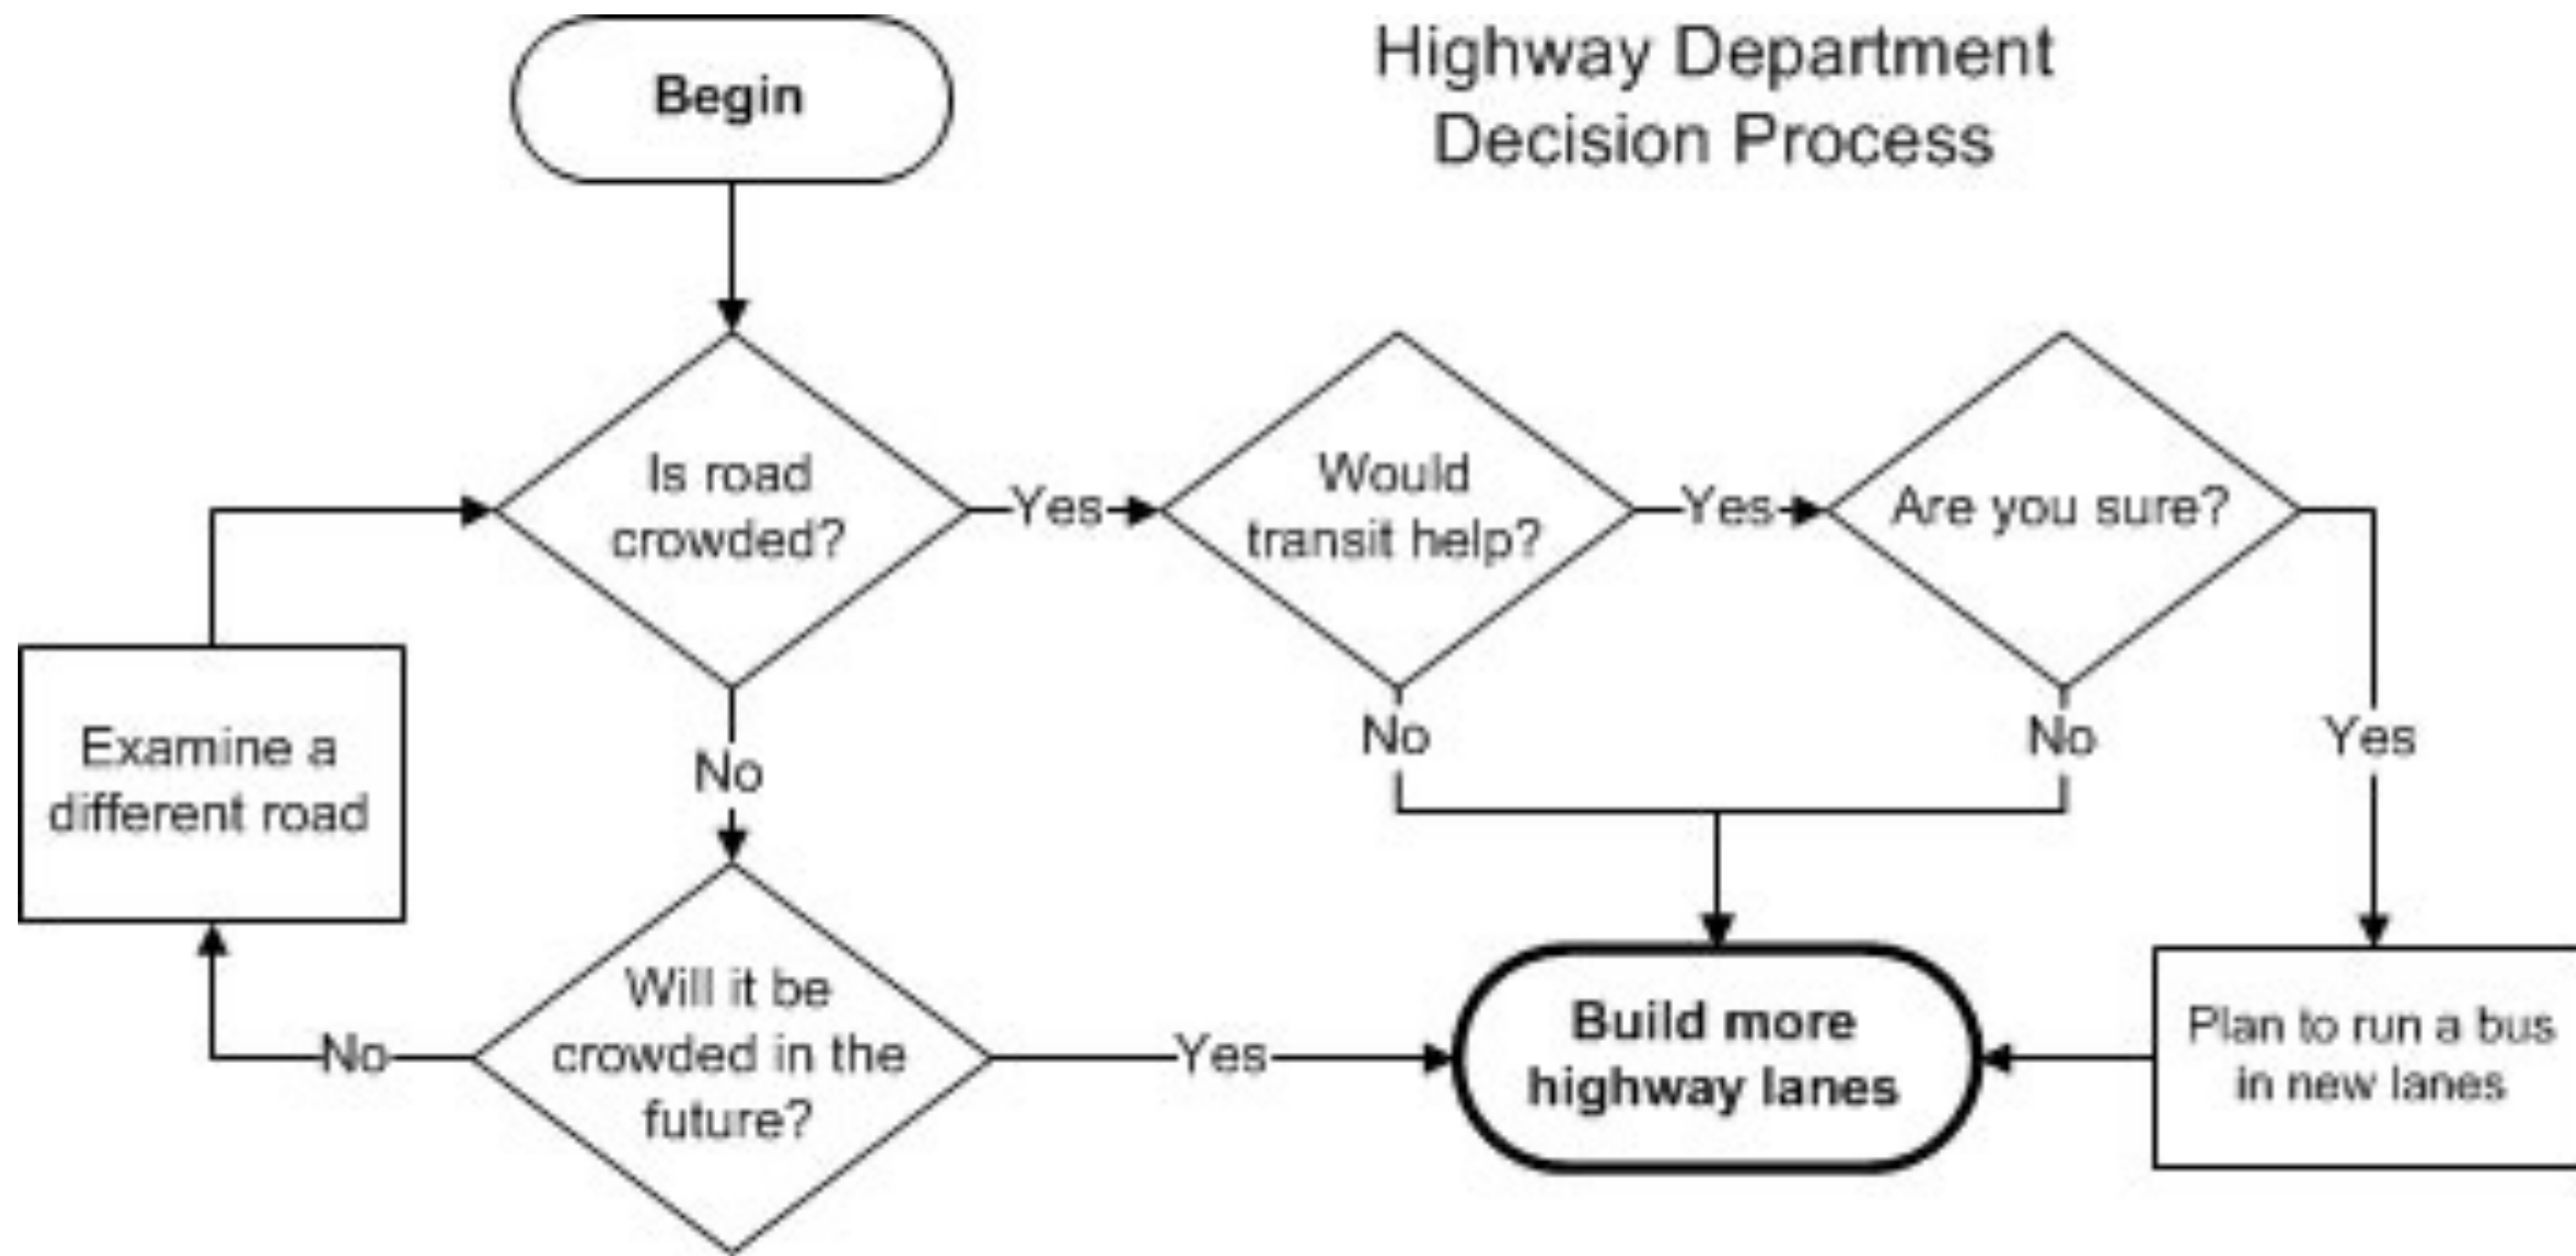 Begin
Highway Department
Decision Process
Is road
crowded?
Yes
Would
transit help?
Yes
Are you sure?
Examine a
different road
No
No
No
Yes
Will it be
crowded in the
future?
No
Yes
Build more
highway lanes
Plan to run a bus
in new lanes